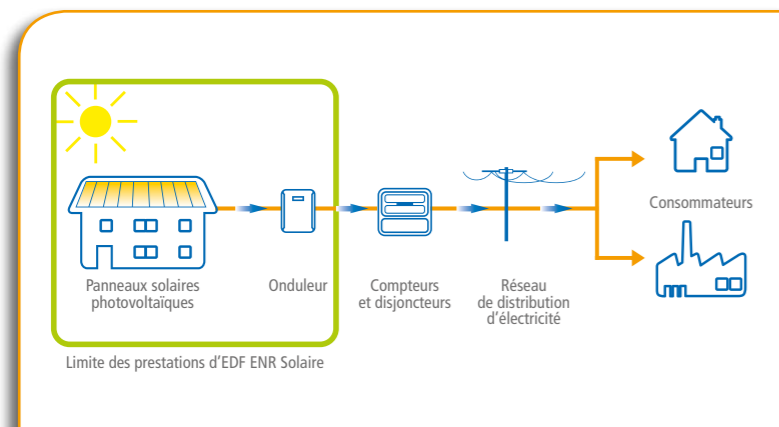 Consommateurs
Panneaux solaires
photovoltaïques
Onduleur
Compteurs
et disjoncteurs
Réseau
de distribution
d’électricité
Limite des prestations d’EDF ENR Solaire